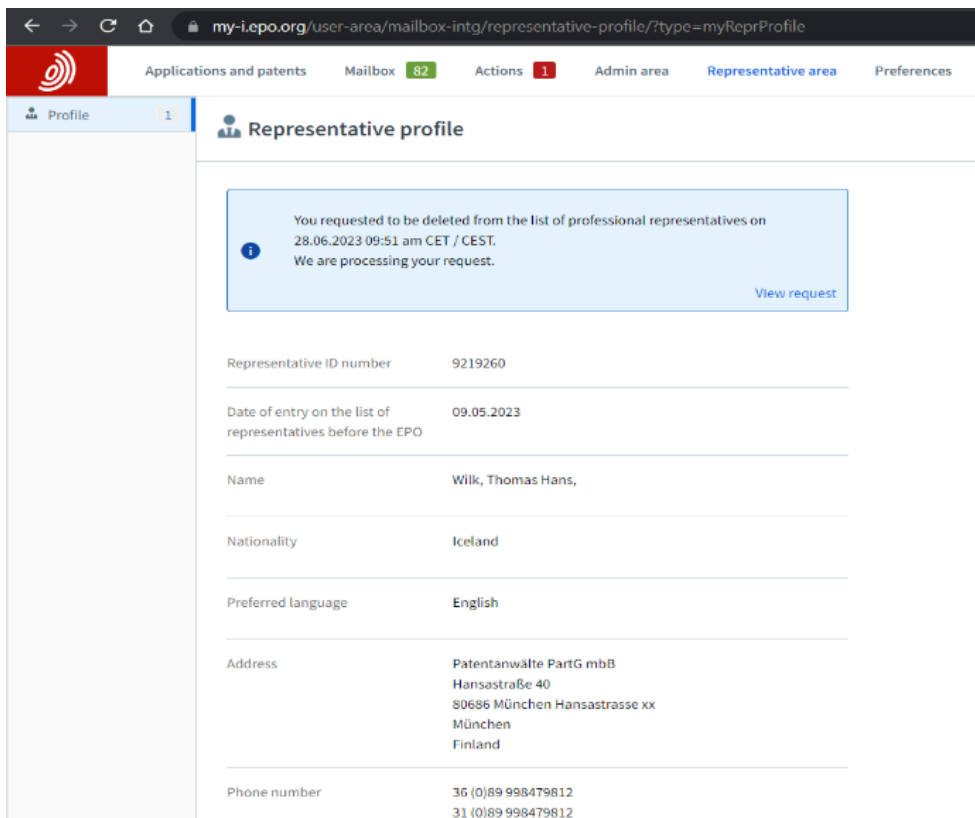 my-i.epo.org/user-area/mailbox-intg/representative-profile/?type=myReprProfile
Applications and patents Mailbox 82 Actions 1 Admin area Representative area Preferences
Profile 1
Representative profile
You requested to be deleted from the list of professional representatives on
28.06.2023 09:51 am CET / CEST.
We are processing your request.
View request
Representative ID number 9219260
Date of entry on the list of 09.05.2023
representatives before the EPO
Name Wilk, Thomas Hans,
Nationality Iceland
Preferred language English
Address Patentanwälte PartG mbB
Hansastraße 40
80686 München Hansastrasse xx
München
Finland
Phone number 36 (0)89 998479812
31 (0)89 998479812